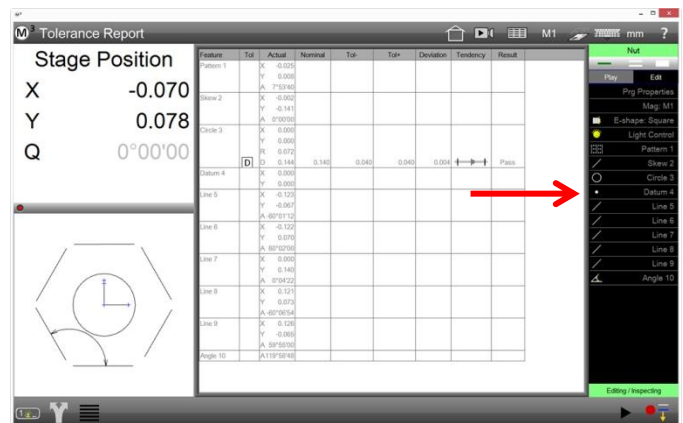 M³ Tolerance Report
M1 mm ?
Stage Position
X -0.070
Y 0.078
Q 0°00'00
Feature Tol Actual Nominal Tol- Tol+ Deviation Tendency Result
Pattern 1 X -0.025
Y 0.008
A 7°53'40
Skew 2 X -0.002
Y -0.141
A 0°00'00
Circle 3 X 0.000
Y 0.000
R 0.072
D D 0.144 0.140 0.040 0.040 0.004 Pass
Datum 4 X 0.000
Y 0.000
Line 5 X -0.123
Y -0.067
A -60°01'12
Line 6 X -0.122
Y 0.070
A 60°02'00
Line 7 X 0.000
Y 0.140
A 0°04'22
Line 8 X 0.121
Y 0.073
A -60°06'54
Line 9 X 0.126
Y -0.065
A 59°55'00
Angle 10 A 119°58'48
Nut
Play Edit
Prg Properties
Mag: M1
E-shape: Square
Light Control
Pattern 1
Skew 2
Circle 3
Datum 4
Line 5
Line 6
Line 7
Line 8
Line 9
Angle 10
Editing / Inspecting